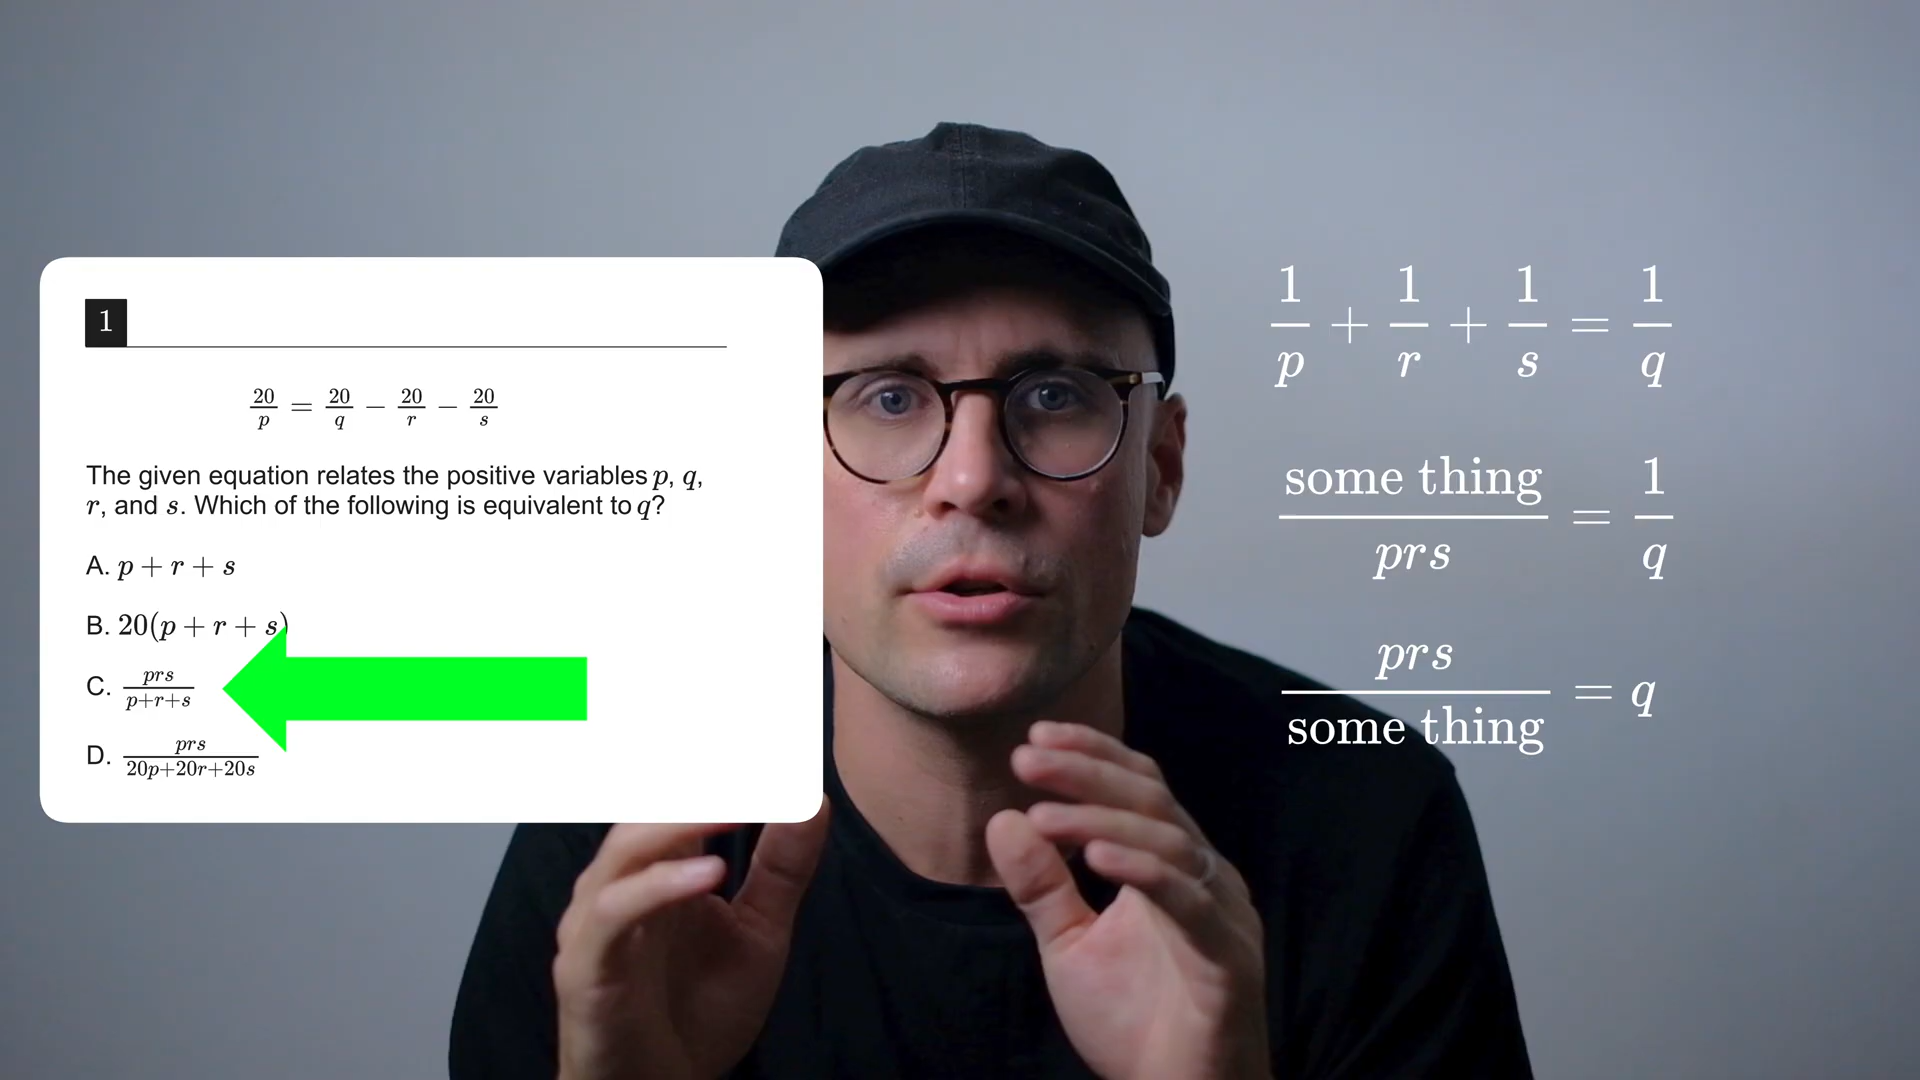 1
20/p = 20/q − 20/r − 20/s
The given equation relates the positive variables p, q,
r, and s. Which of the following is equivalent to q?
A. p + r + s
B. 20(p + r + s)
C. prs/(p+r+s)
D. prs/(20p+20r+20s)
1/p + 1/r + 1/s = 1/q
some thing/prs = 1/q
prs/some thing = q